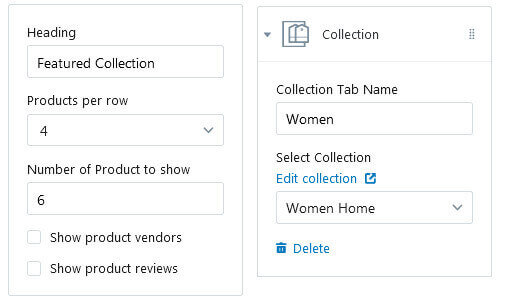 Heading
Featured Collection
Products per row
4
Number of Product to show
6
Show product vendors
Show product reviews
Collection
Collection Tab Name
Women
Select Collection
Edit collection
Women Home
Delete